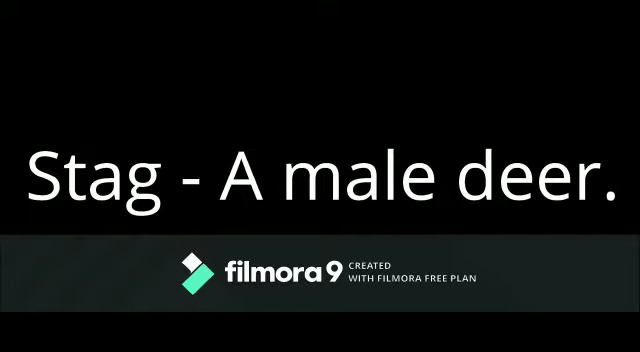 Stag - A male deer.
filmora 9 CREATED
WITH FILMORA FREE PLAN